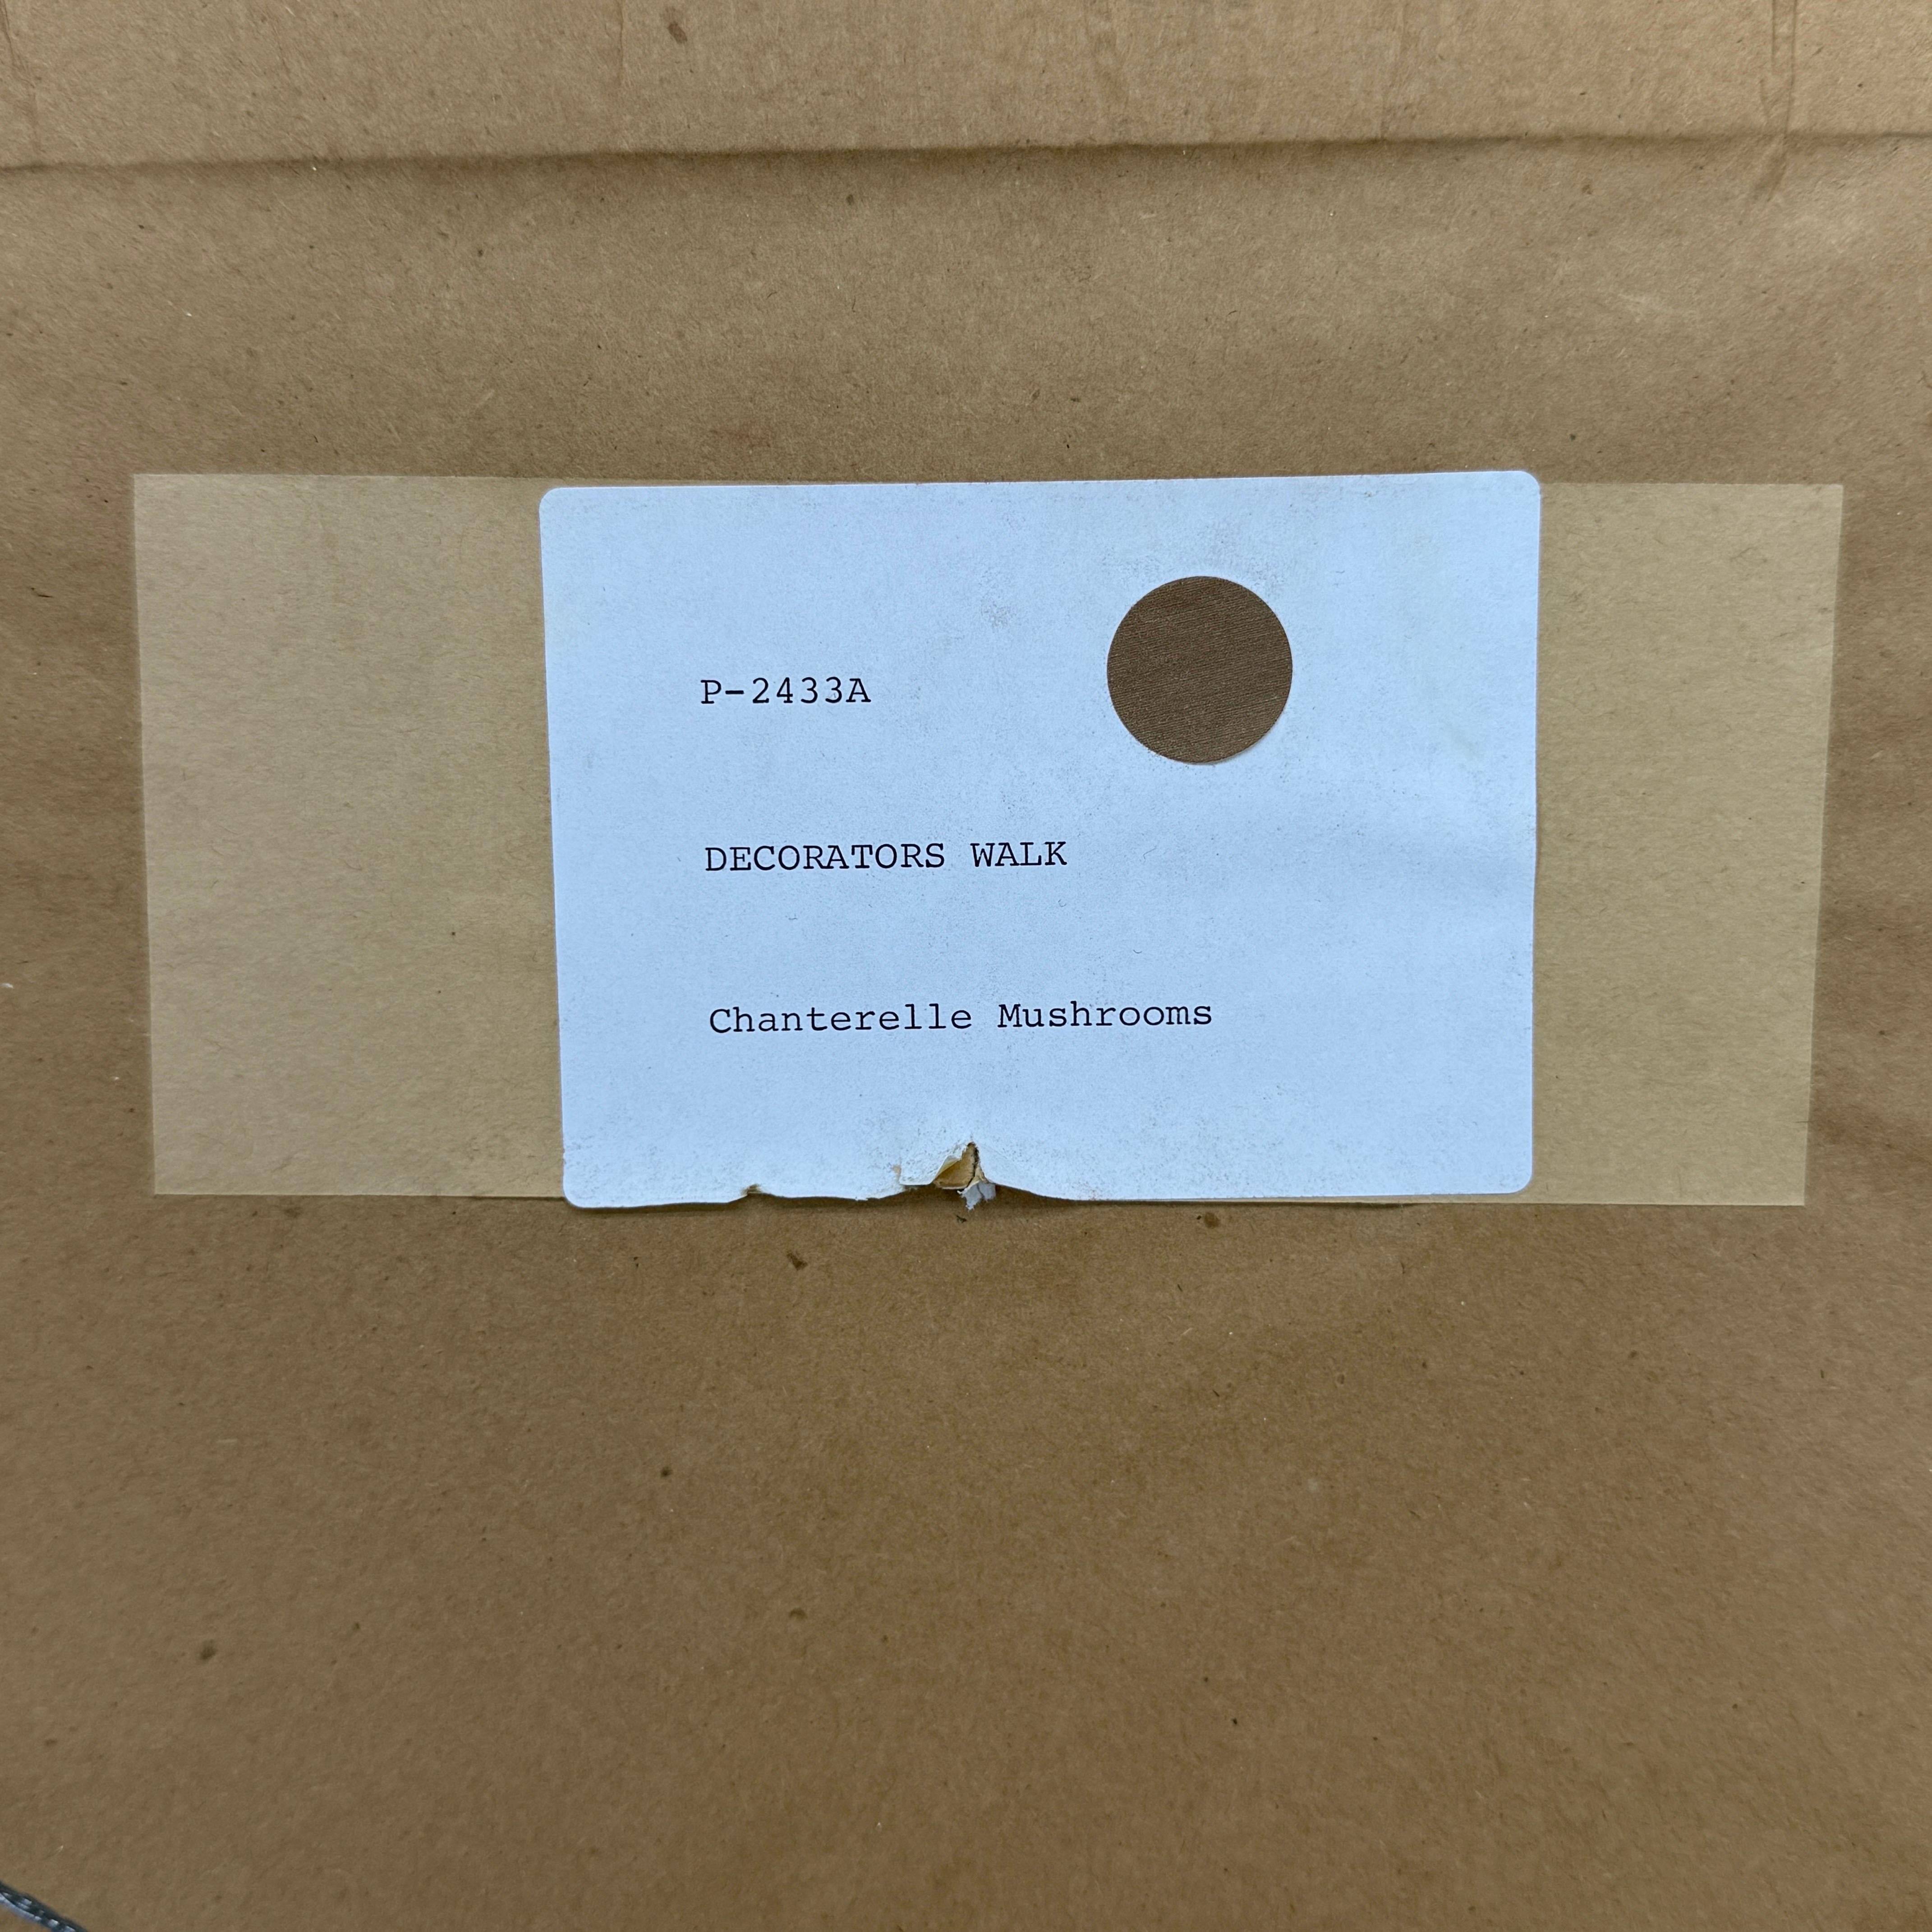 P-2433A
DECORATORS WALK
Chanterelle Mushrooms